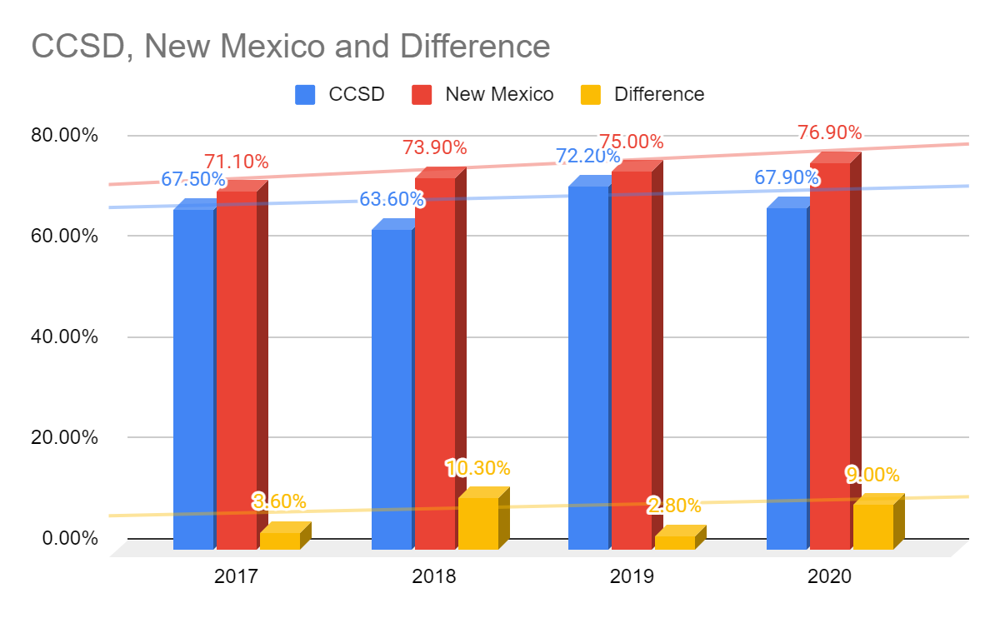 CCSD, New Mexico and Difference
CCSD New Mexico Difference
80.00%
60.00%
40.00%
20.00%
0.00%
67.50% 71.10% 3.60%
63.60% 73.90% 10.30%
72.20% 75.00% 2.80%
67.90% 76.90% 9.00%
2017 2018 2019 2020